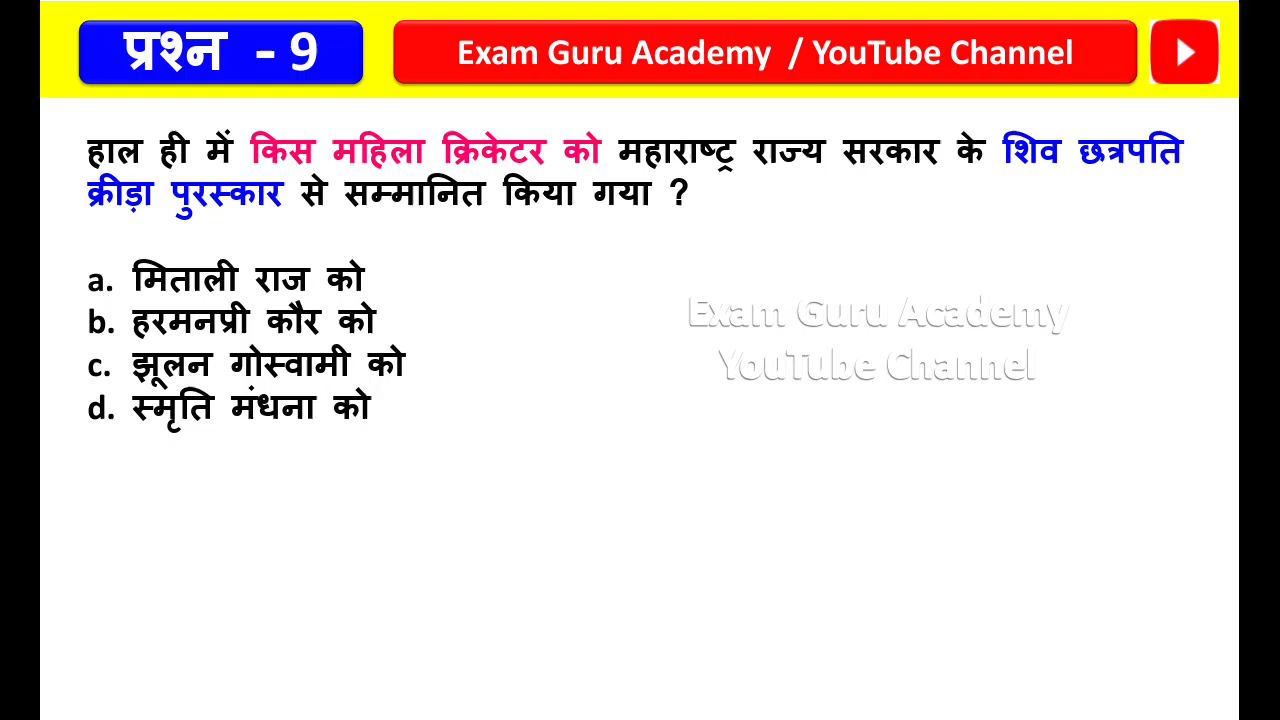 प्रश्न - 9
Exam Guru Academy / YouTube Channel
हाल ही में किस महिला क्रिकेटर को महाराष्ट्र राज्य सरकार के शिव छत्रपति
क्रीड़ा पुरस्कार से सम्मानित किया गया ?
a. मिताली राज को
b. हरमनप्री कौर को
c. झूलन गोस्वामी को
d. स्मृति मंधना को
Exam Guru Academy
YouTube Channel